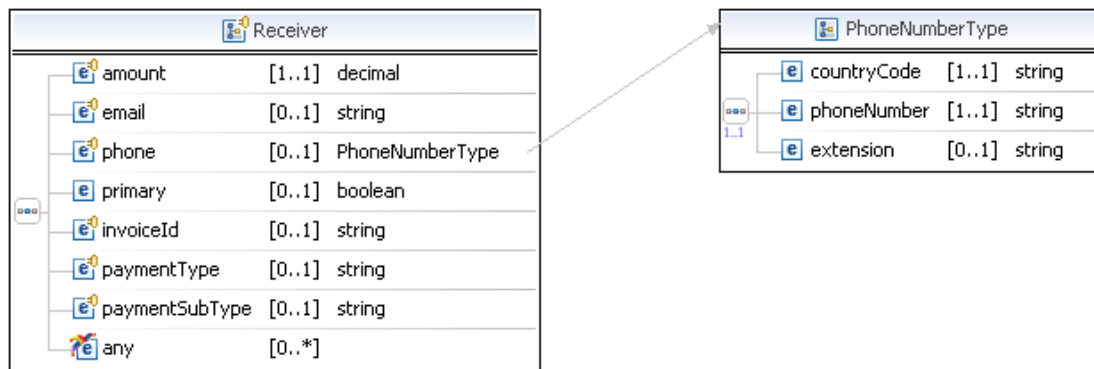 Receiver
amount [1..1] decimal
email [0..1] string
phone [0..1] PhoneNumberType
primary [0..1] boolean
invoiceId [0..1] string
paymentType [0..1] string
paymentSubType [0..1] string
any [0..*]
PhoneNumberType
countryCode [1..1] string
phoneNumber [1..1] string
extension [0..1] string
1..1